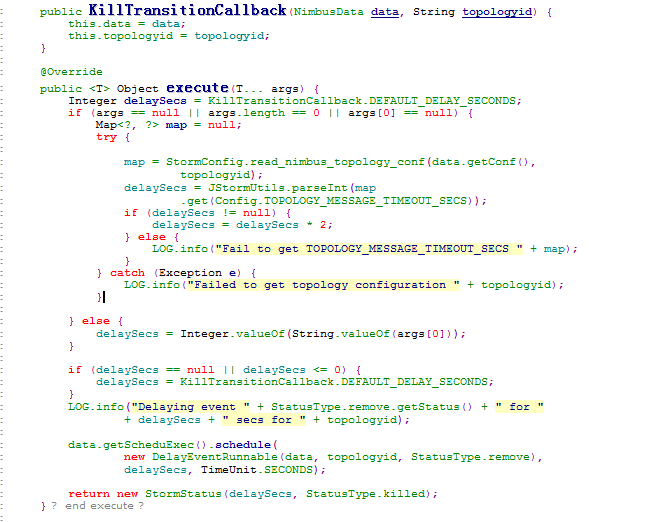 public KillTransitionCallback(NimbusData data, String topologyid) {
this.data = data;
this.topologyid = topologyid;
}
@Override
public <T> Object execute(T... args) {
Integer delaySecs = KillTransitionCallback.DEFAULT_DELAY_SECONDS;
if (args == null || args.length == 0 || args[0] == null) {
Map<?, ?> map = null;
try {
map = StormConfig.read_nimbus_topology_conf(data.getConf(),
topologyid);
delaySecs = JStormUtils.parseInt(map
.get(Config.TOPOLOGY_MESSAGE_TIMEOUT_SECS));
if (delaySecs != null) {
delaySecs = delaySecs * 2;
} else {
LOG.info("Fail to get TOPOLOGY_MESSAGE_TIMEOUT_SECS " + map);
}
} catch (Exception e) {
LOG.info("Failed to get topology configuration " + topologyid);
}
} else {
delaySecs = Integer.valueOf(String.valueOf(args[0]));
}
if (delaySecs == null || delaySecs <= 0) {
delaySecs = KillTransitionCallback.DEFAULT_DELAY_SECONDS;
}
LOG.info("Delaying event " + StatusType.remove.getStatus() + " for "
+ delaySecs + " secs for " + topologyid);
data.getScheduExec().schedule(
new DelayEventRunnable(data, topologyid, StatusType.remove),
delaySecs, TimeUnit.SECONDS);
return new StormStatus(delaySecs, StatusType.killed);
} ? end execute ?